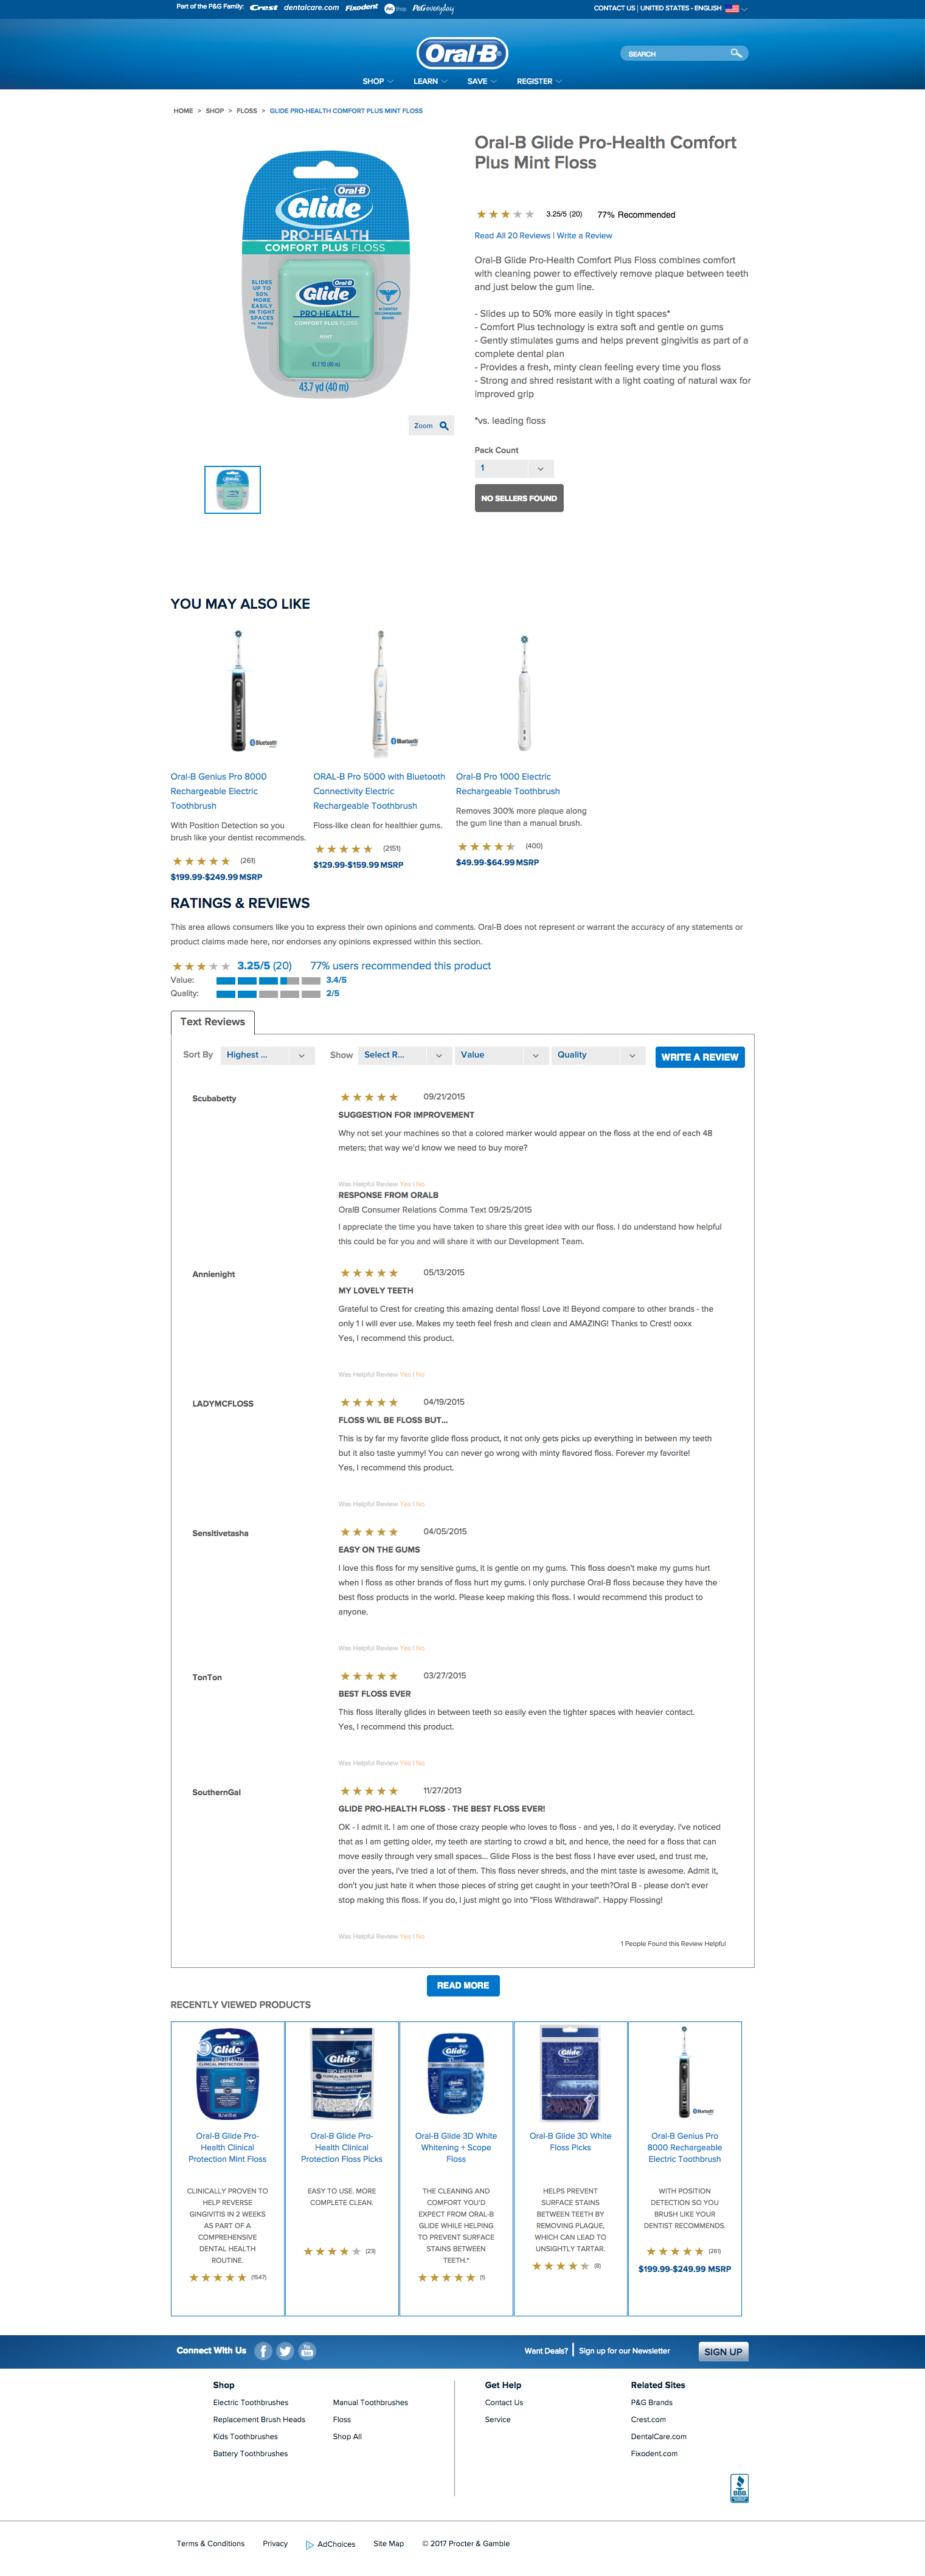 Part of the P&G Family: Crest dentalcare.com Fixodent P&G Shop P&Geveryday
CONTACT US | UNITED STATES - ENGLISH
Oral-B
SEARCH
SHOP LEARN SAVE REGISTER
HOME > SHOP > FLOSS > GLIDE PRO-HEALTH COMFORT PLUS MINT FLOSS
Oral-B
Glide
PRO-HEALTH
COMFORT PLUS FLOSS
SLIDES
UP TO
50%
MORE
EASILY
IN TIGHT
SPACES
vs. leading
floss
Oral-B
Glide
PRO-HEALTH
COMFORT PLUS FLOSS
MINT
43.7 YD (40 m)
#1 DENTIST
RECOMMENDED
BRAND
43.7 yd (40 m)
Zoom
Oral-B Glide Pro-Health Comfort
Plus Mint Floss
3.25/5 (20) 77% Recommended
Read All 20 Reviews | Write a Review
Oral-B Glide Pro-Health Comfort Plus Floss combines comfort
with cleaning power to effectively remove plaque between teeth
and just below the gum line.
- Slides up to 50% more easily in tight spaces*
- Comfort Plus technology is extra soft and gentle on gums
- Gently stimulates gums and helps prevent gingivitis as part of a
complete dental plan
- Provides a fresh, minty clean feeling every time you floss
- Strong and shred resistant with a light coating of natural wax for
improved grip
*vs. leading floss
Pack Count
1
NO SELLERS FOUND
YOU MAY ALSO LIKE
Bluetooth
Oral-B Genius Pro 8000
Rechargeable Electric
Toothbrush
With Position Detection so you
brush like your dentist recommends.
(261)
$199.99-$249.99 MSRP
Bluetooth
ORAL-B Pro 5000 with Bluetooth
Connectivity Electric
Rechargeable Toothbrush
Floss-like clean for healthier gums.
(2151)
$129.99-$159.99 MSRP
Oral-B Pro 1000 Electric
Rechargeable Toothbrush
Removes 300% more plaque along
the gum line than a manual brush.
(400)
$49.99-$64.99 MSRP
RATINGS & REVIEWS
This area allows consumers like you to express their own opinions and comments. Oral-B does not represent or warrant the accuracy of any statements or
product claims made here, nor endorses any opinions expressed within this section.
3.25/5 (20) 77% users recommended this product
Value: 3.4/5
Quality: 2/5
Text Reviews
Sort By Highest ... Show Select R... Value Quality WRITE A REVIEW
Scubabetty 09/21/2015
SUGGESTION FOR IMPROVEMENT
Why not set your machines so that a colored marker would appear on the floss at the end of each 48
meters; that way we'd know we need to buy more?
Was Helpful Review Yes | No
RESPONSE FROM ORALB
OralB Consumer Relations Comma Text 09/25/2015
I appreciate the time you have taken to share this great idea with our floss. I do understand how helpful
this could be for you and will share it with our Development Team.
Annienight 05/13/2015
MY LOVELY TEETH
Grateful to Crest for creating this amazing dental floss! Love it! Beyond compare to other brands - the
only 1 I will ever use. Makes my teeth feel fresh and clean and AMAZING! Thanks to Crest! ooxx
Yes, I recommend this product.
Was Helpful Review Yes | No
LADYMCFLOSS 04/19/2015
FLOSS WIL BE FLOSS BUT...
This is by far my favorite glide floss product, it not only gets picks up everything in between my teeth
but it also taste yummy! You can never go wrong with minty flavored floss. Forever my favorite!
Yes, I recommend this product.
Was Helpful Review Yes | No
Sensitivetasha 04/05/2015
EASY ON THE GUMS
I love this floss for my sensitive gums, it is gentle on my gums. This floss doesn't make my gums hurt
when I floss as other brands of floss hurt my gums. I only purchase Oral-B floss because they have the
best floss products in the world. Please keep making this floss. I would recommend this product to
anyone.
Was Helpful Review Yes | No
TonTon 03/27/2015
BEST FLOSS EVER
This floss literally glides in between teeth so easily even the tighter spaces with heavier contact.
Yes, I recommend this product.
Was Helpful Review Yes | No
SouthernGal 11/27/2013
GLIDE PRO-HEALTH FLOSS - THE BEST FLOSS EVER!
OK - I admit it. I am one of those crazy people who loves to floss - and yes, I do it everyday. I've noticed
that as I am getting older, my teeth are starting to crowd a bit, and hence, the need for a floss that can
move easily through very small spaces... Glide Floss is the best floss I have ever used, and trust me,
over the years, I've tried a lot of them. This floss never shreds, and the mint taste is awesome. Admit it,
don't you just hate it when those pieces of string get caught in your teeth?Oral B - please don't ever
stop making this floss. If you do, I just might go into "Floss Withdrawal". Happy Flossing!
Was Helpful Review Yes | No
1 People Found this Review Helpful
READ MORE
RECENTLY VIEWED PRODUCTS
Glide
PRO-HEALTH
CLINICAL PROTECTION
Oral-B Glide Pro-
Health Clinical
Protection Mint Floss
CLINICALLY PROVEN TO
HELP REVERSE
GINGIVITIS IN 2 WEEKS
AS PART OF A
COMPREHENSIVE
DENTAL HEALTH
ROUTINE.
(1547)
Glide
PRO-HEALTH
CLINICAL PROTECTION
Oral-B Glide Pro-
Health Clinical
Protection Floss Picks
EASY TO USE. MORE
COMPLETE CLEAN.
(23)
Glide
Oral-B Glide 3D White
Whitening + Scope
Floss
THE CLEANING AND
COMFORT YOU'D
EXPECT FROM ORAL-B
GLIDE WHILE HELPING
TO PREVENT SURFACE
STAINS BETWEEN
TEETH.*
(1)
Glide
Oral-B Glide 3D White
Floss Picks
HELPS PREVENT
SURFACE STAINS
BETWEEN TEETH BY
REMOVING PLAQUE,
WHICH CAN LEAD TO
UNSIGHTLY TARTAR.
(8)
Bluetooth
Oral-B Genius Pro
8000 Rechargeable
Electric Toothbrush
WITH POSITION
DETECTION SO YOU
BRUSH LIKE YOUR
DENTIST RECOMMENDS.
(261)
$199.99-$249.99 MSRP
Connect With Us
You Tube
Want Deals? Sign up for our Newsletter SIGN UP
Shop
Electric Toothbrushes
Replacement Brush Heads
Kids Toothbrushes
Battery Toothbrushes
Manual Toothbrushes
Floss
Shop All
Get Help
Contact Us
Service
Related Sites
P&G Brands
Crest.com
DentalCare.com
Fixodent.com
BBB
Terms & Conditions Privacy AdChoices Site Map © 2017 Procter & Gamble